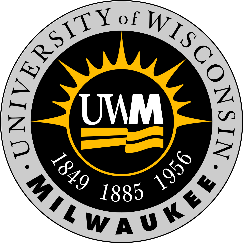 UNIVERSITY of WISCONSIN
UWM
1849 1885 1956
· MILWAUKEE ·